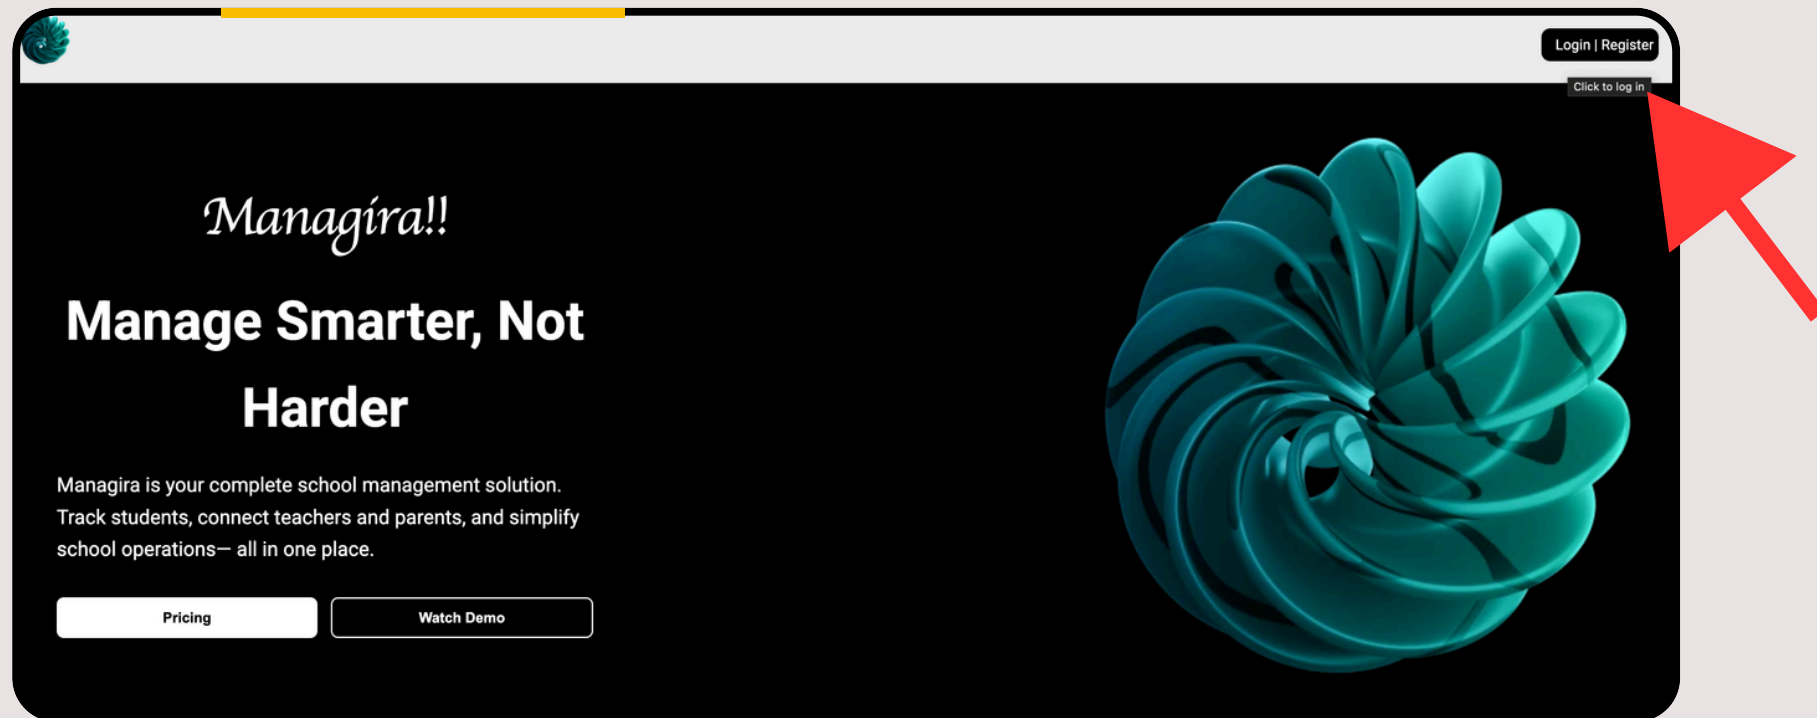 Login | Register
Click to log in
Managira!!
Manage Smarter, Not
Harder
Managira is your complete school management solution.
Track students, connect teachers and parents, and simplify
school operations— all in one place.
Pricing
Watch Demo